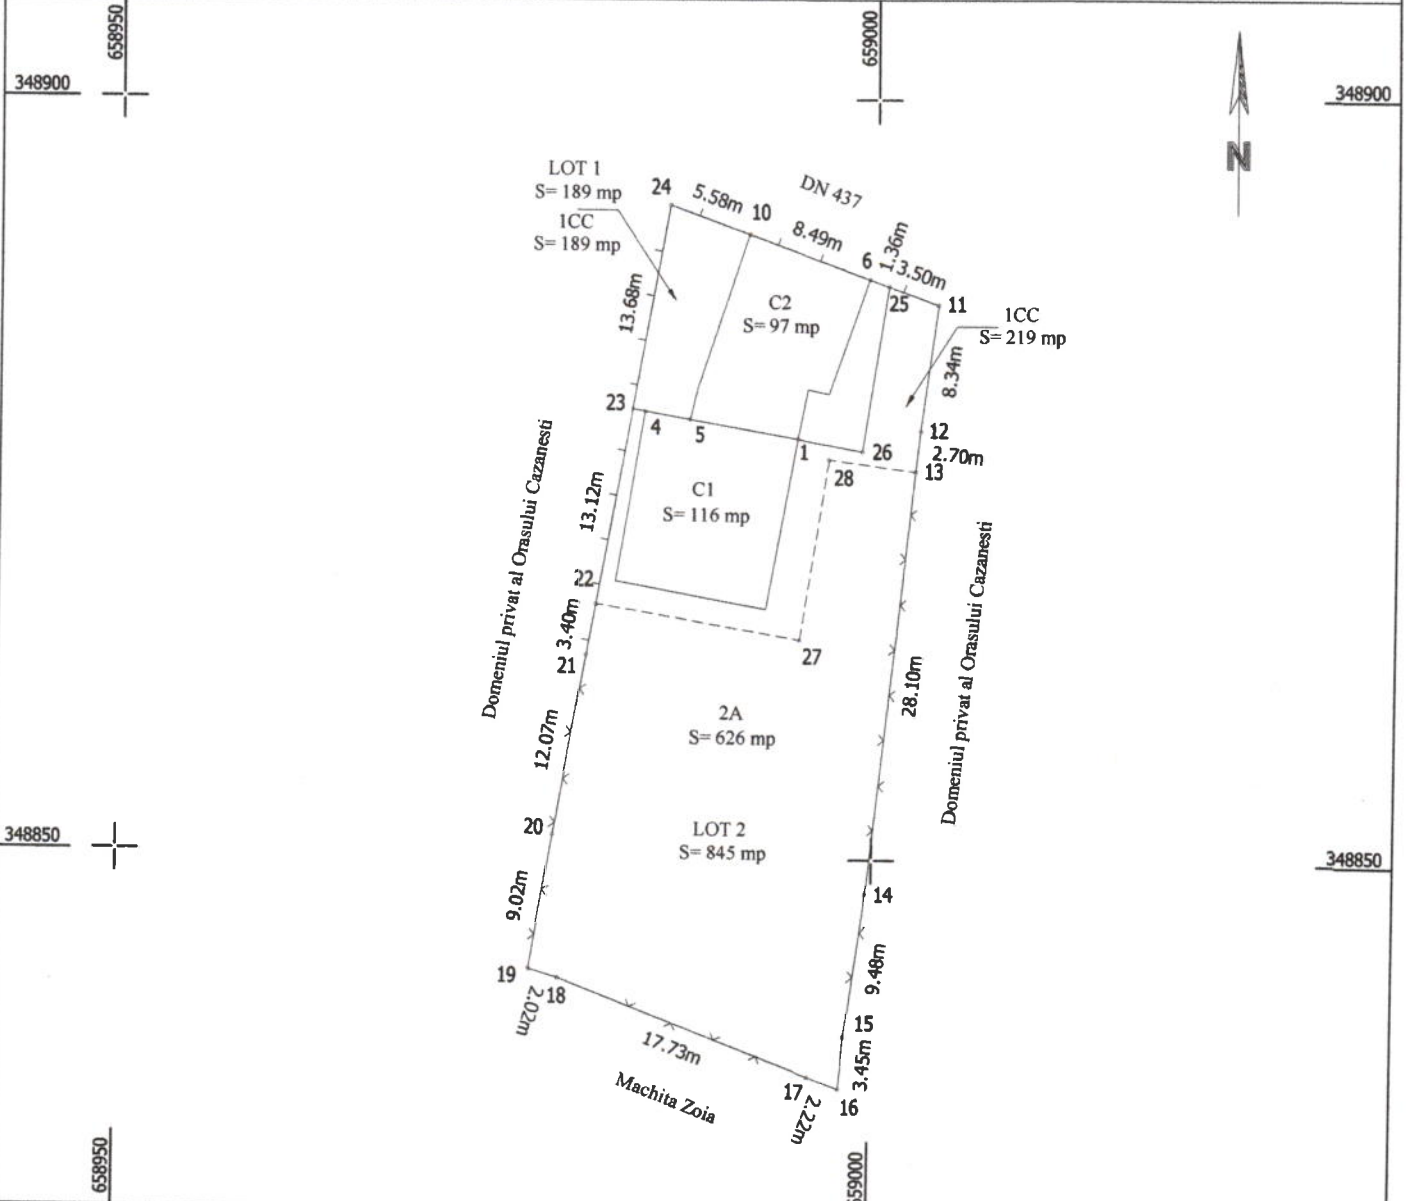 658950
659000
348900
348900
N
LOT 1
S= 189 mp
1CC
S= 189 mp
24
5.58m
10
DN 437
8.49m
6
1.36m
3.50m
25
11
C2
S= 97 mp
1CC
S= 219 mp
13.68m
8.34m
23
4
5
1
26
12
2.70m
13
28
C1
S= 116 mp
13.12m
Domeniul privat al Orasului Cazanesti
Domeniul privat al Orasului Cazanesti
22
3.40m
21
27
28.10m
2A
S= 626 mp
12.07m
20
LOT 2
S= 845 mp
348850
348850
14
9.02m
9.48m
19
18
2.02m
15
17.73m
3.45m
17
16
2.22m
Machita Zoia
658950
659000